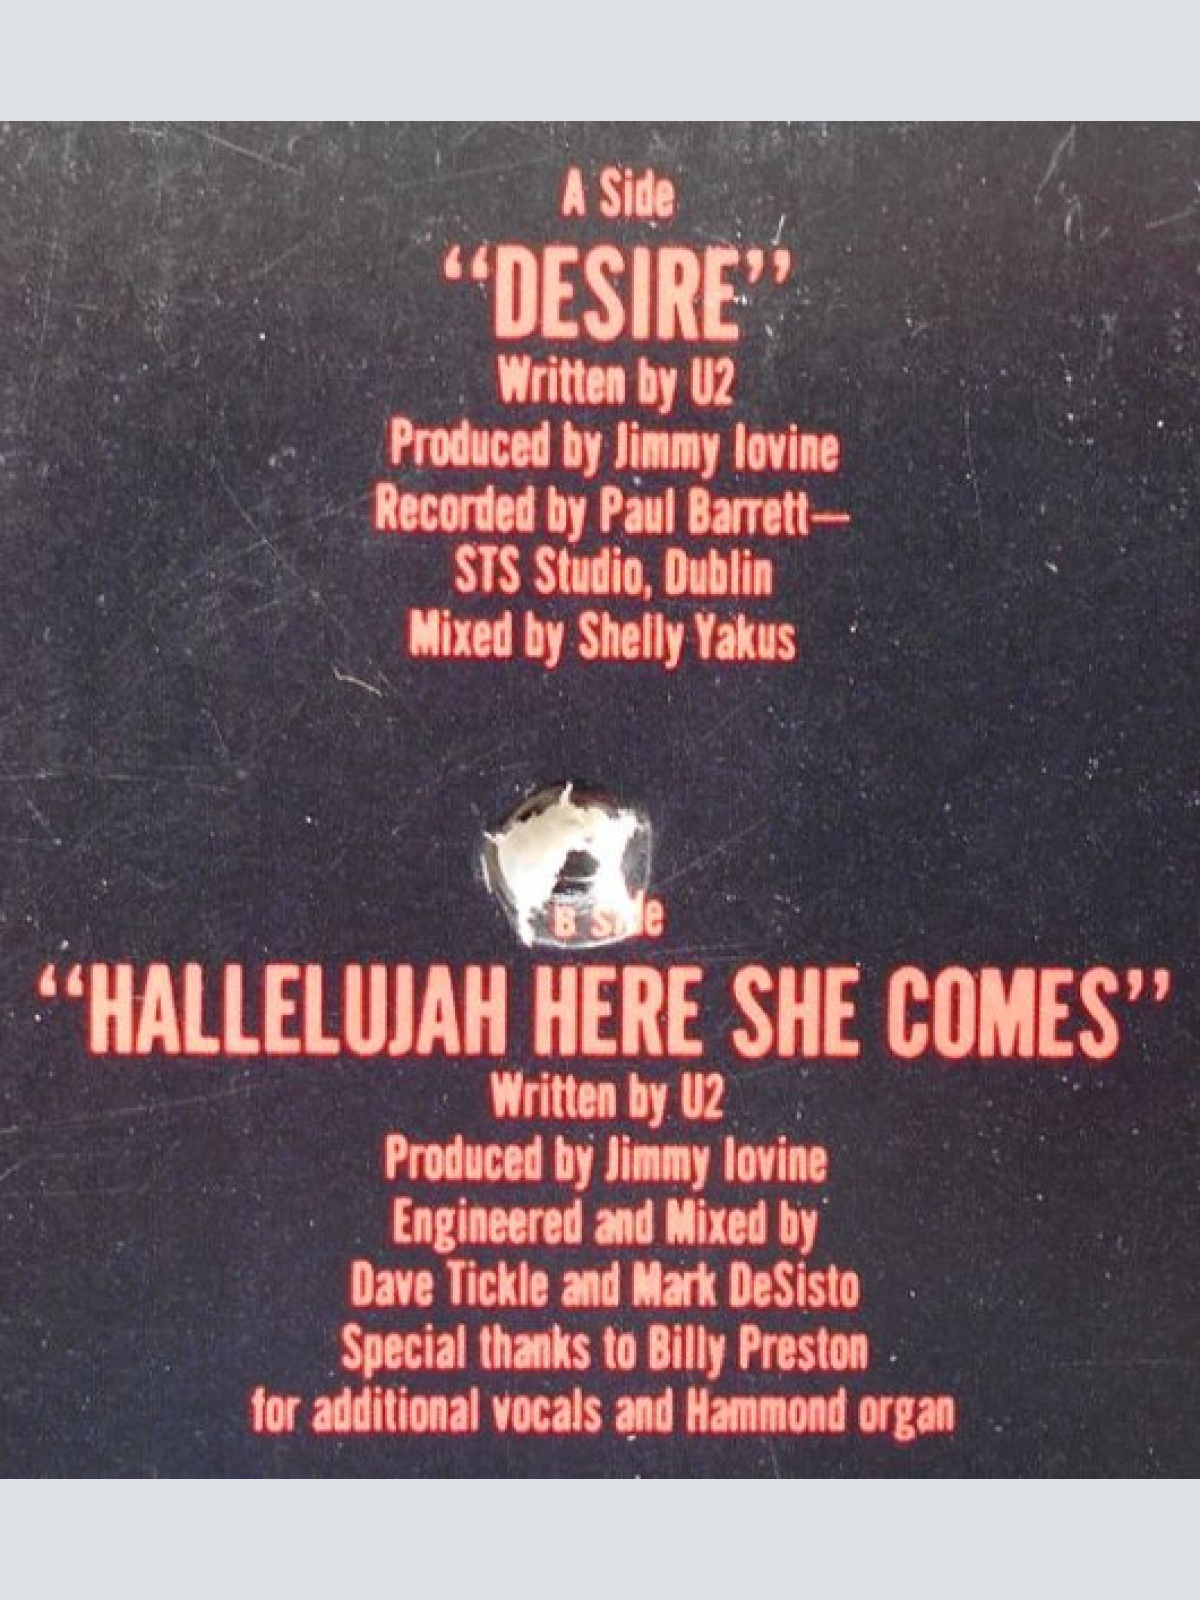 A Side
“DESIRE”
Written by U2
Produced by Jimmy Iovine
Recorded by Paul Barrett—
STS Studio, Dublin
Mixed by Shelly Yakus
B Side
“HALLELUJAH HERE SHE COMES”
Written by U2
Produced by Jimmy Iovine
Engineered and Mixed by
Dave Tickle and Mark DeSisto
Special thanks to Billy Preston
for additional vocals and Hammond organ